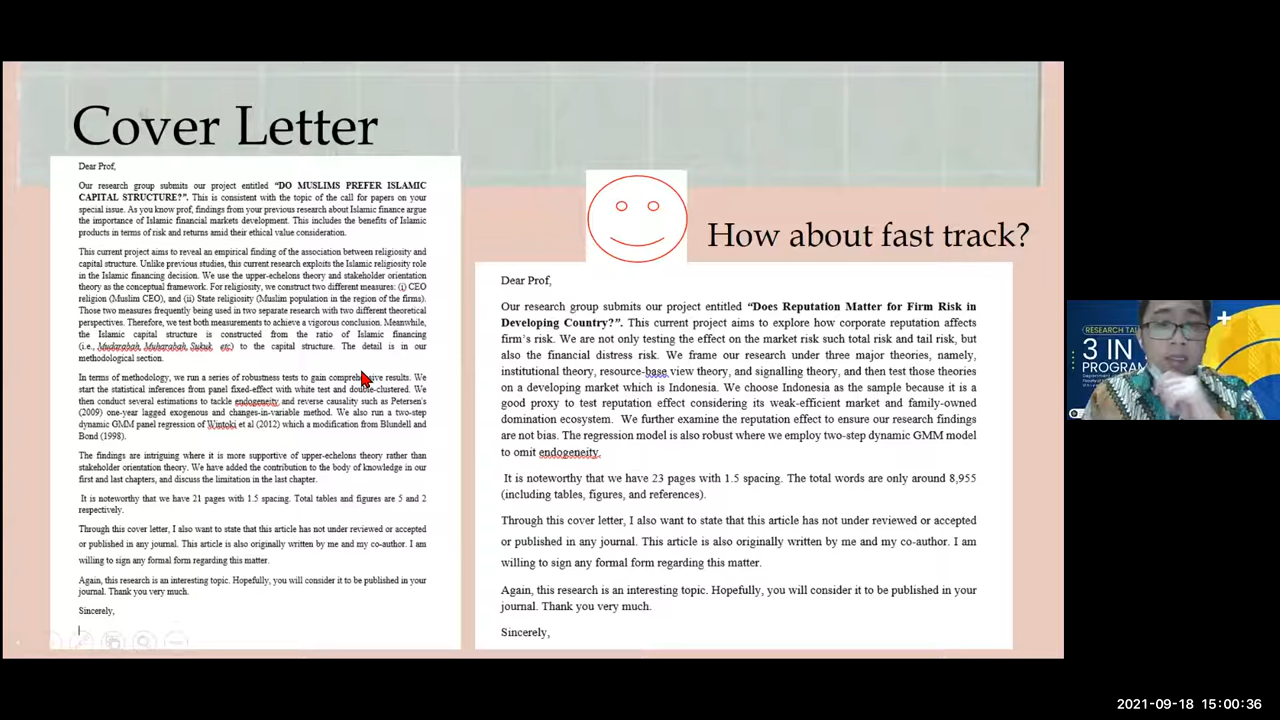 Cover Letter
Dear Prof,
Our research group submits our project entitled “DO MUSLIMS PREFER ISLAMIC
CAPITAL STRUCTURE?”. This is consistent with the topic of the call for papers on your
special issue. As you know prof, findings from your previous research about Islamic finance argue
the importance of Islamic financial markets development. This includes the benefits of Islamic
products in terms of risk and returns amid their ethical value consideration.
This current project aims to reveal an empirical finding of the association between religiosity and
capital structure. Unlike previous studies, this current research exploits the Islamic religiosity role
in the Islamic financing decision. We use the upper-echelons theory and stakeholder orientation
theory as the conceptual framework. For religiosity, we construct two different measures: (i) CEO
religion (Muslim CEO), and (ii) State religiosity (Muslim population in the region of the firms).
Those two measures frequently being used in two separate research with two different theoretical
perspectives. Therefore, we test both measurements to achieve a vigorous conclusion. Meanwhile,
the Islamic capital structure is constructed from the ratio of Islamic financing
(i.e., Mudarabah, Muharabah, Sukuk, etc) to the capital structure. The detail is in our
methodological section.
In terms of methodology, we run a series of robustness tests to gain comprehensive results. We
start the statistical inferences from panel fixed-effect with white test and double-clustered. We
then conduct several estimations to tackle endogeneity and reverse causality such as Petersen's
(2009) one-year lagged exogenous and changes-in-variable method. We also run a two-step
dynamic GMM panel regression of Wintoki et al (2012) which a modification from Blundell and
Bond (1998).
The findings are intriguing where it is more supportive of upper-echelons theory rather than
stakeholder orientation theory. We have added the contribution to the body of knowledge in our
first and last chapters, and discuss the limitation in the last chapter.
It is noteworthy that we have 21 pages with 1.5 spacing. Total tables and figures are 5 and 2
respectively.
Through this cover letter, I also want to state that this article has not under reviewed or accepted
or published in any journal. This article is also originally written by me and my co-author. I am
willing to sign any formal form regarding this matter.
Again, this research is an interesting topic. Hopefully, you will consider it to be published in your
journal. Thank you very much.
Sincerely,
How about fast track?
Dear Prof,
Our research group submits our project entitled “Does Reputation Matter for Firm Risk in
Developing Country?”. This current project aims to explore how corporate reputation affects
firm’s risk. We are not only testing the effect on the market risk such total risk and tail risk, but
also the financial distress risk. We frame our research under three major theories, namely,
institutional theory, resource-base view theory, and signalling theory, and then test those theories
on a developing market which is Indonesia. We choose Indonesia as the sample because it is a
good proxy to test reputation effect considering its weak-efficient market and family-owned
domination ecosystem. We further examine the reputation effect to ensure our research findings
are not bias. The regression model is also robust where we employ two-step dynamic GMM model
to omit endogeneity.
It is noteworthy that we have 23 pages with 1.5 spacing. The total words are only around 8,955
(including tables, figures, and references).
Through this cover letter, I also want to state that this article has not under reviewed or accepted
or published in any journal. This article is also originally written by me and my co-author. I am
willing to sign any formal form regarding this matter.
Again, this research is an interesting topic. Hopefully, you will consider it to be published in your
journal. Thank you very much.
Sincerely,
RESEARCH
3 IN
PROGRAM
2021-09-18 15:00:36